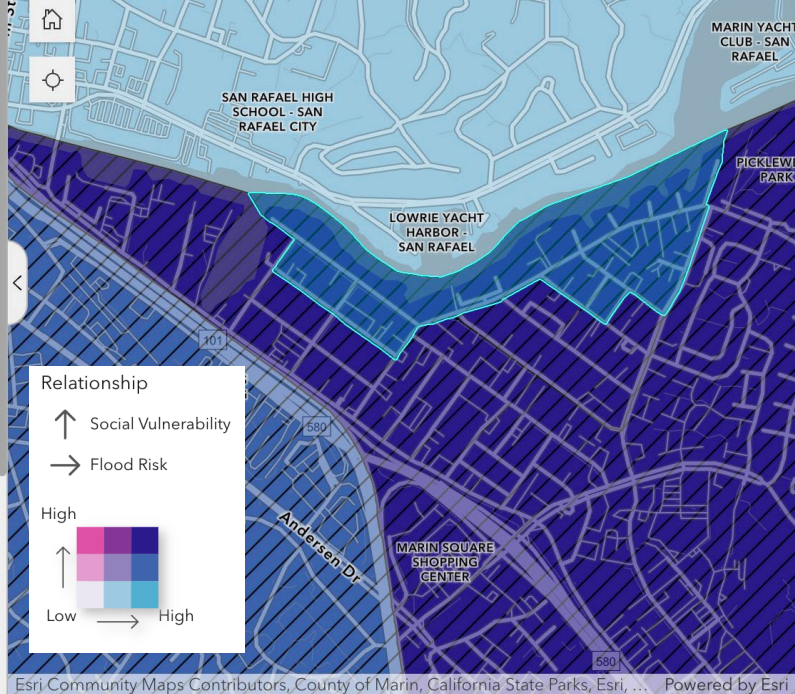 MARIN YACHT
CLUB - SAN
RAFAEL
SAN RAFAEL HIGH
SCHOOL - SAN
RAFAEL CITY
PICKLEWE
PARK
LOWRIE YACHT
HARBOR -
SAN RAFAEL
101
Relationship
Social Vulnerability
Flood Risk
High
Low
High
580
Andersen Dr
MARIN SQUARE
SHOPPING
CENTER
580
Esri Community Maps Contributors, County of Marin, California State Parks, Esri, ... Powered by Esri